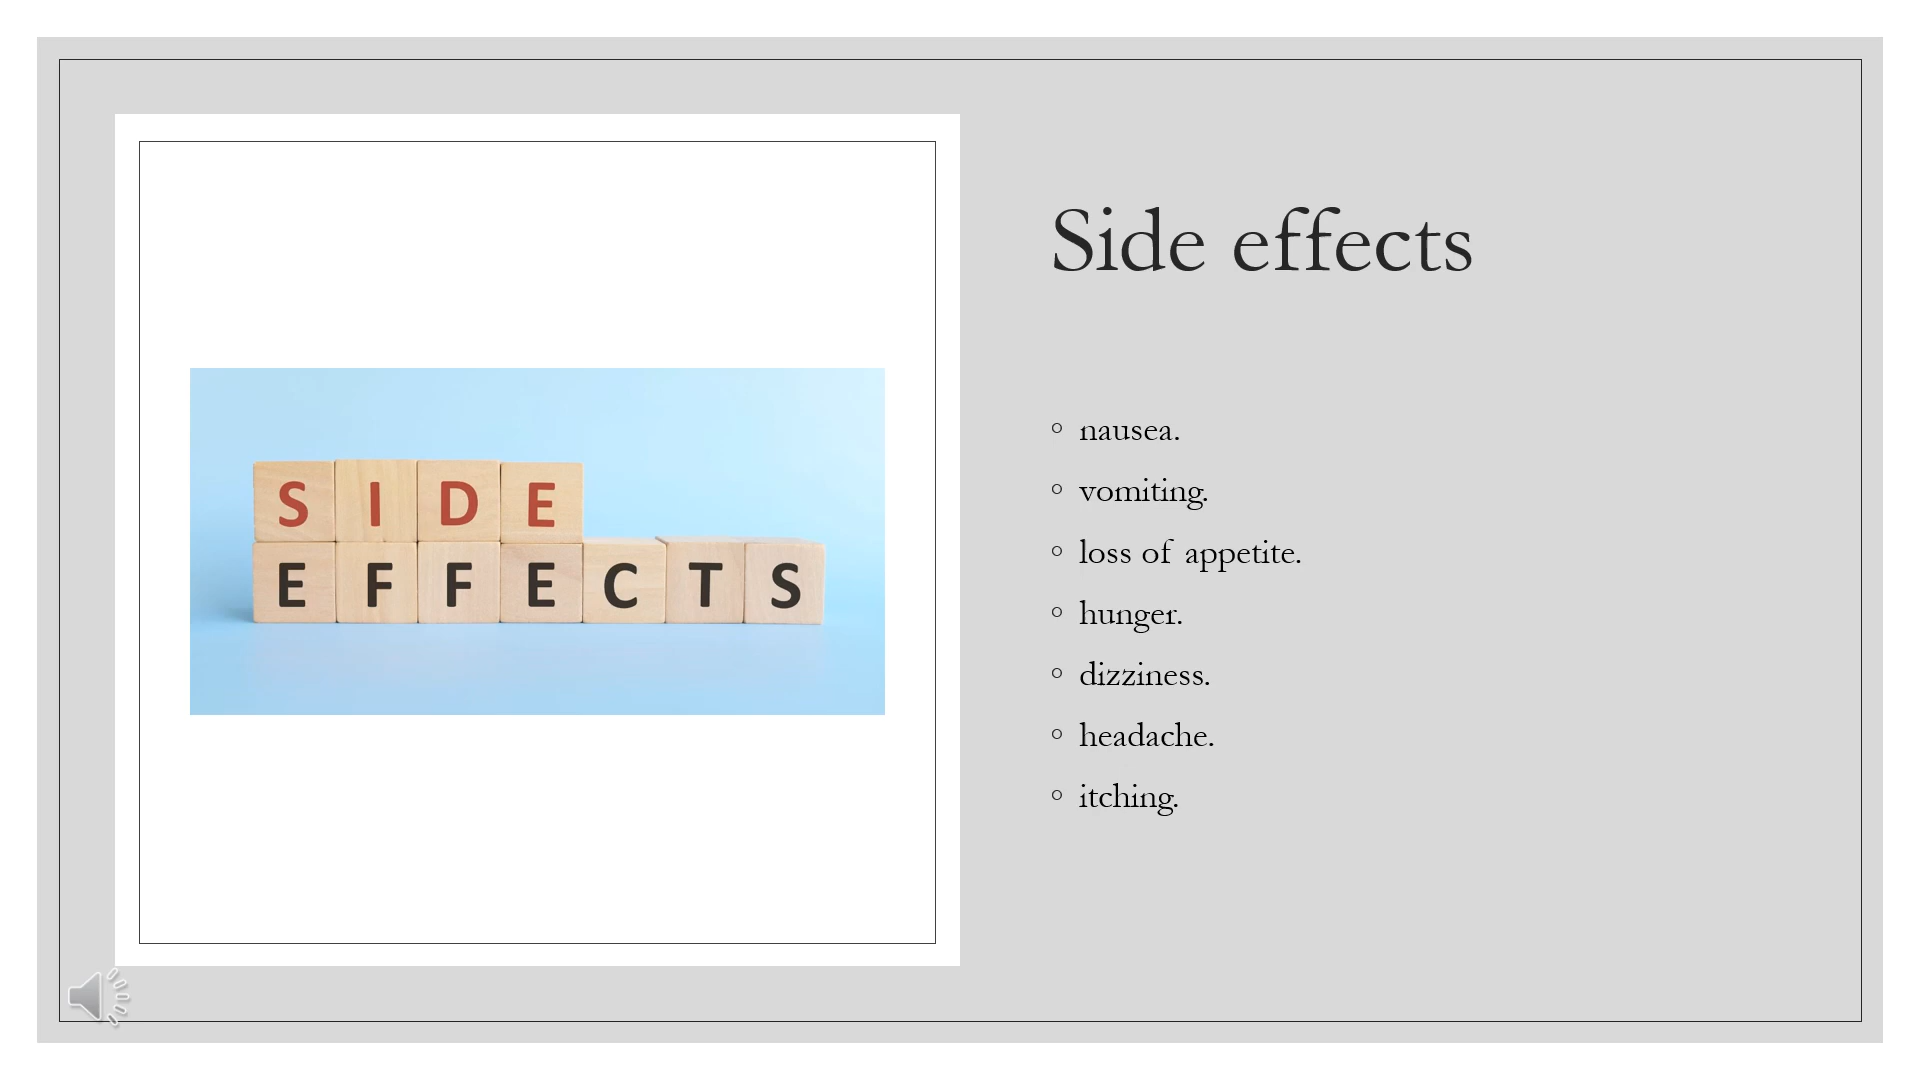 SIDE
EFFECTS
Side effects
nausea.
vomiting.
loss of appetite.
hunger.
dizziness.
headache.
itching.